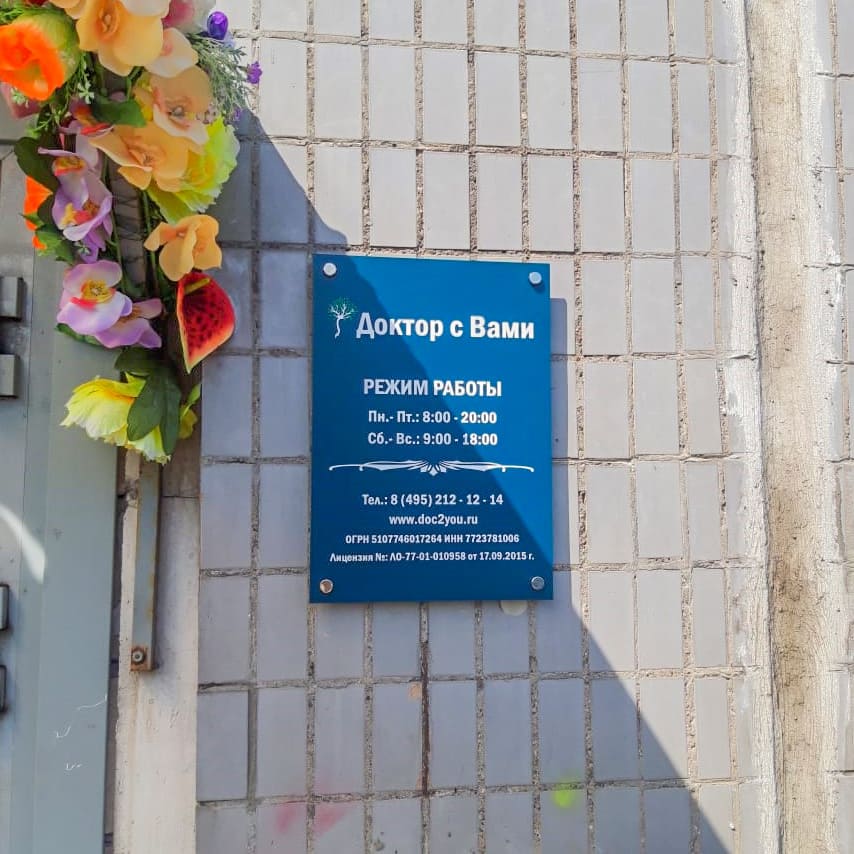 Доктор с Вами
РЕЖИМ РАБОТЫ
Пн.- Пт.: 8:00 - 20:00
Сб.- Вс.: 9:00 - 18:00
Тел.: 8 (495) 212 - 12 - 14
www.doc2you.ru
ОГРН 5107746017264 ИНН 7723781006
Лицензия №: ЛО-77-01-010958 от 17.09.2015 г.